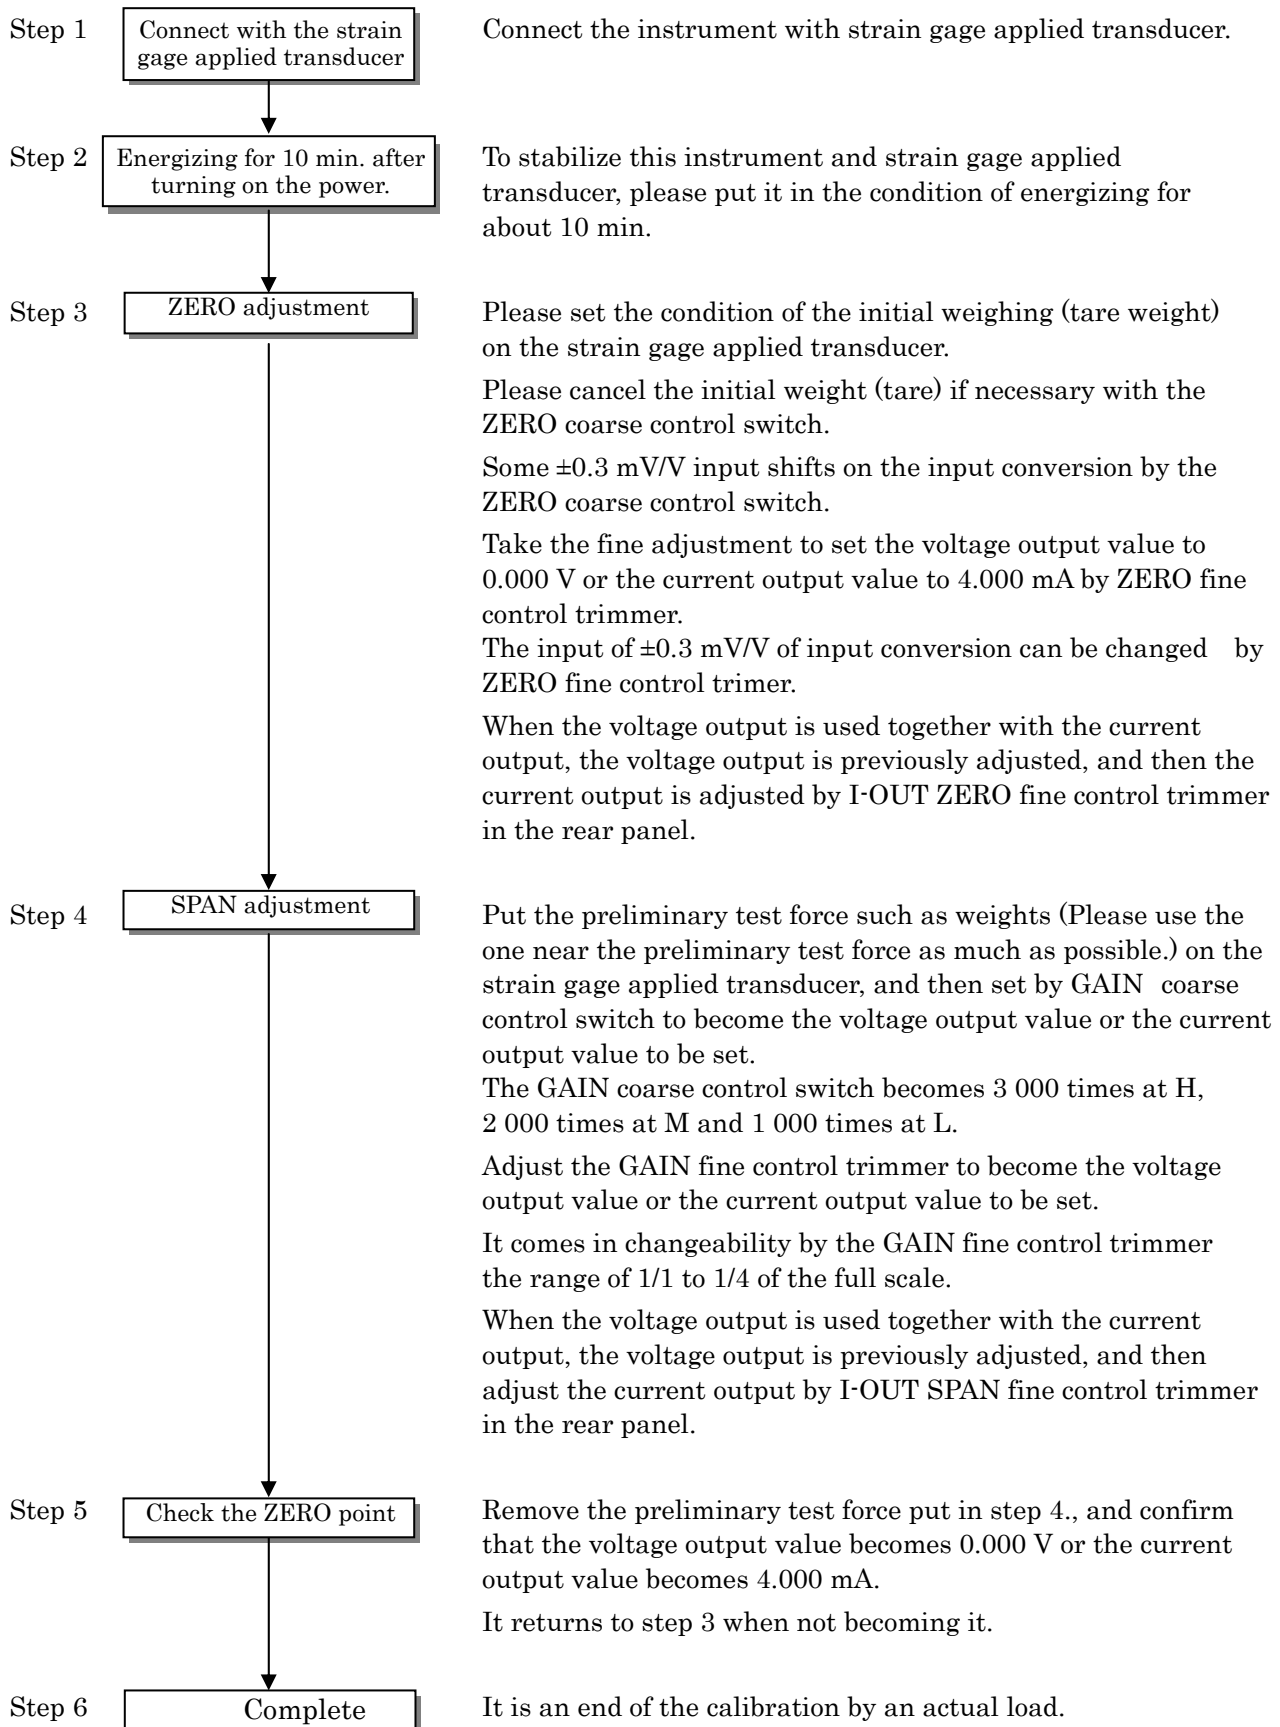 Step 1
Connect with the strain
gage applied transducer
Connect the instrument with strain gage applied transducer.
Step 2
Energizing for 10 min. after
turning on the power.
To stabilize this instrument and strain gage applied
transducer, please put it in the condition of energizing for
about 10 min.
Step 3
ZERO adjustment
Please set the condition of the initial weighing (tare weight)
on the strain gage applied transducer.
Please cancel the initial weight (tare) if necessary with the
ZERO coarse control switch.
Some ±0.3 mV/V input shifts on the input conversion by the
ZERO coarse control switch.
Take the fine adjustment to set the voltage output value to
0.000 V or the current output value to 4.000 mA by ZERO fine
control trimmer.
The input of ±0.3 mV/V of input conversion can be changed by
ZERO fine control trimer.
When the voltage output is used together with the current
output, the voltage output is previously adjusted, and then the
current output is adjusted by I-OUT ZERO fine control trimmer
in the rear panel.
Step 4
SPAN adjustment
Put the preliminary test force such as weights (Please use the
one near the preliminary test force as much as possible.) on the
strain gage applied transducer, and then set by GAIN coarse
control switch to become the voltage output value or the current
output value to be set.
The GAIN coarse control switch becomes 3 000 times at H,
2 000 times at M and 1 000 times at L.
Adjust the GAIN fine control trimmer to become the voltage
output value or the current output value to be set.
It comes in changeability by the GAIN fine control trimmer
the range of 1/1 to 1/4 of the full scale.
When the voltage output is used together with the current
output, the voltage output is previously adjusted, and then
adjust the current output by I-OUT SPAN fine control trimmer
in the rear panel.
Step 5
Check the ZERO point
Remove the preliminary test force put in step 4., and confirm
that the voltage output value becomes 0.000 V or the current
output value becomes 4.000 mA.
It returns to step 3 when not becoming it.
Step 6
Complete
It is an end of the calibration by an actual load.